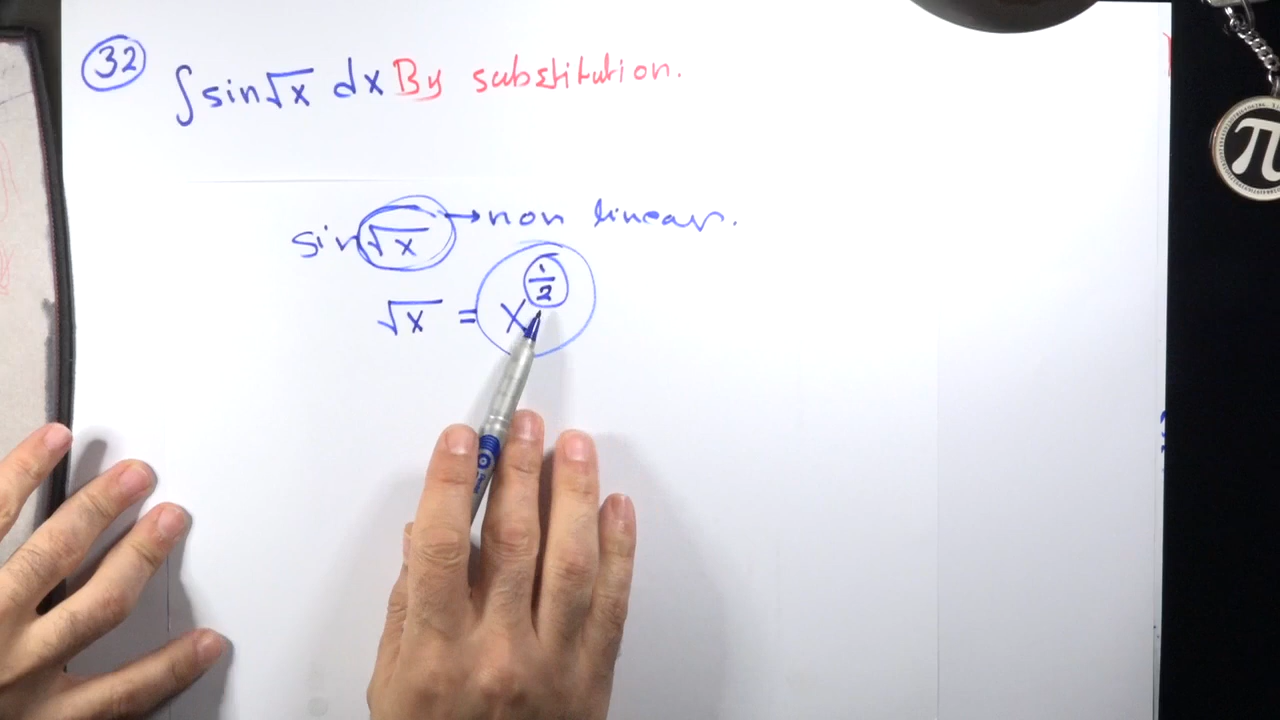 32
∫ sin√x dx By substitution.
sin√x → non linear.
√x = x^(1/2)
π